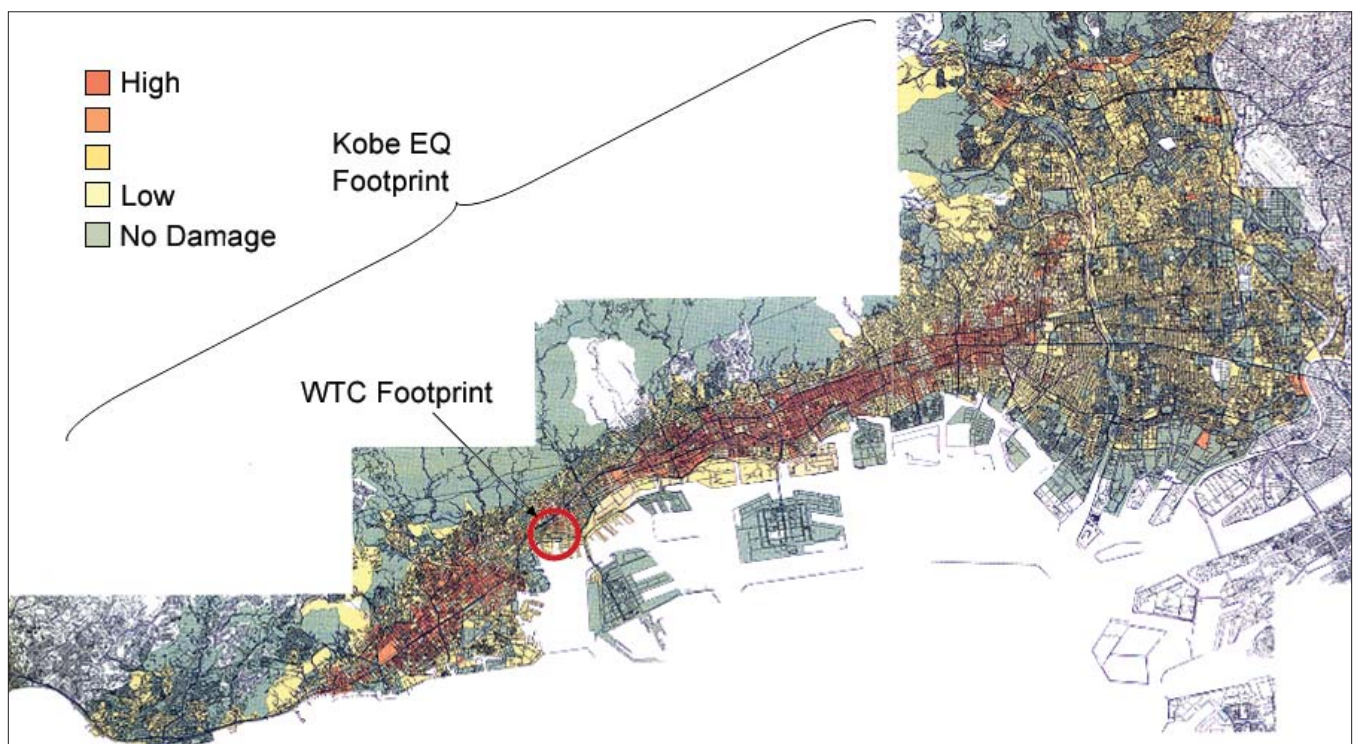 High
Low
No Damage
Kobe EQ
Footprint
WTC Footprint